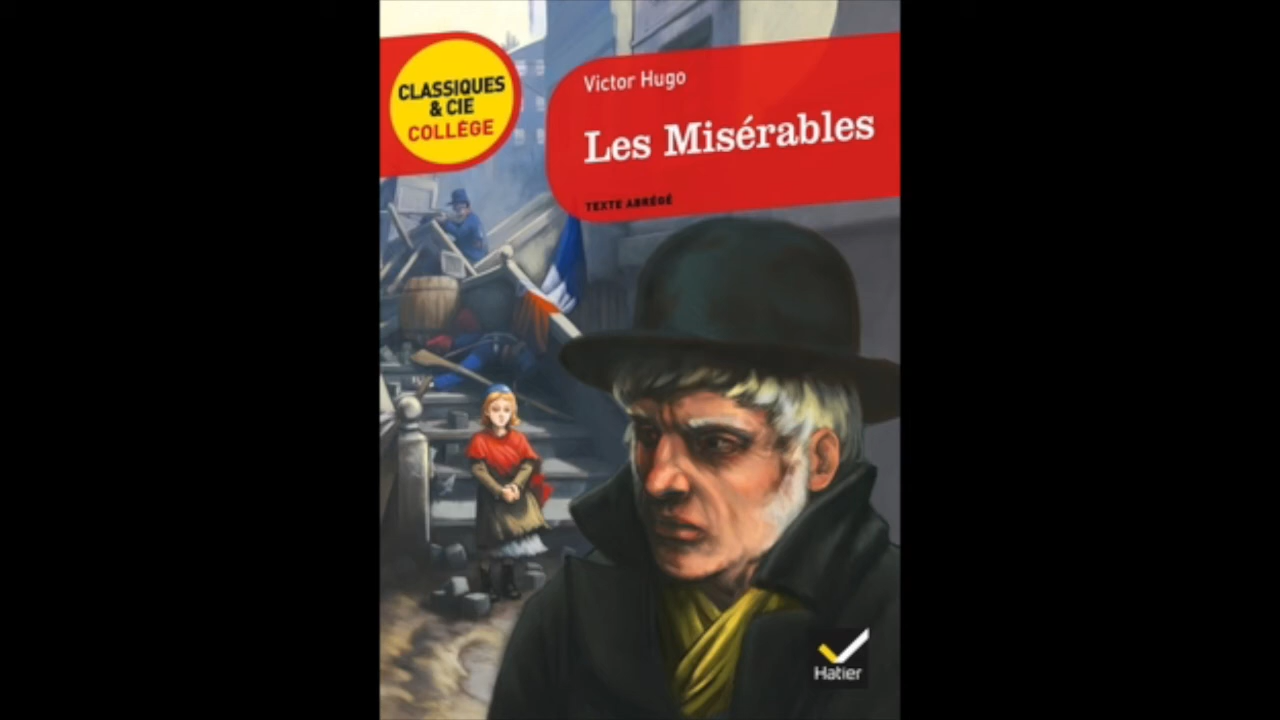 CLASSIQUES
& CIE
COLLÈGE
Victor Hugo
Les Misérables
TEXTE ABRÉGÉ
Hatier